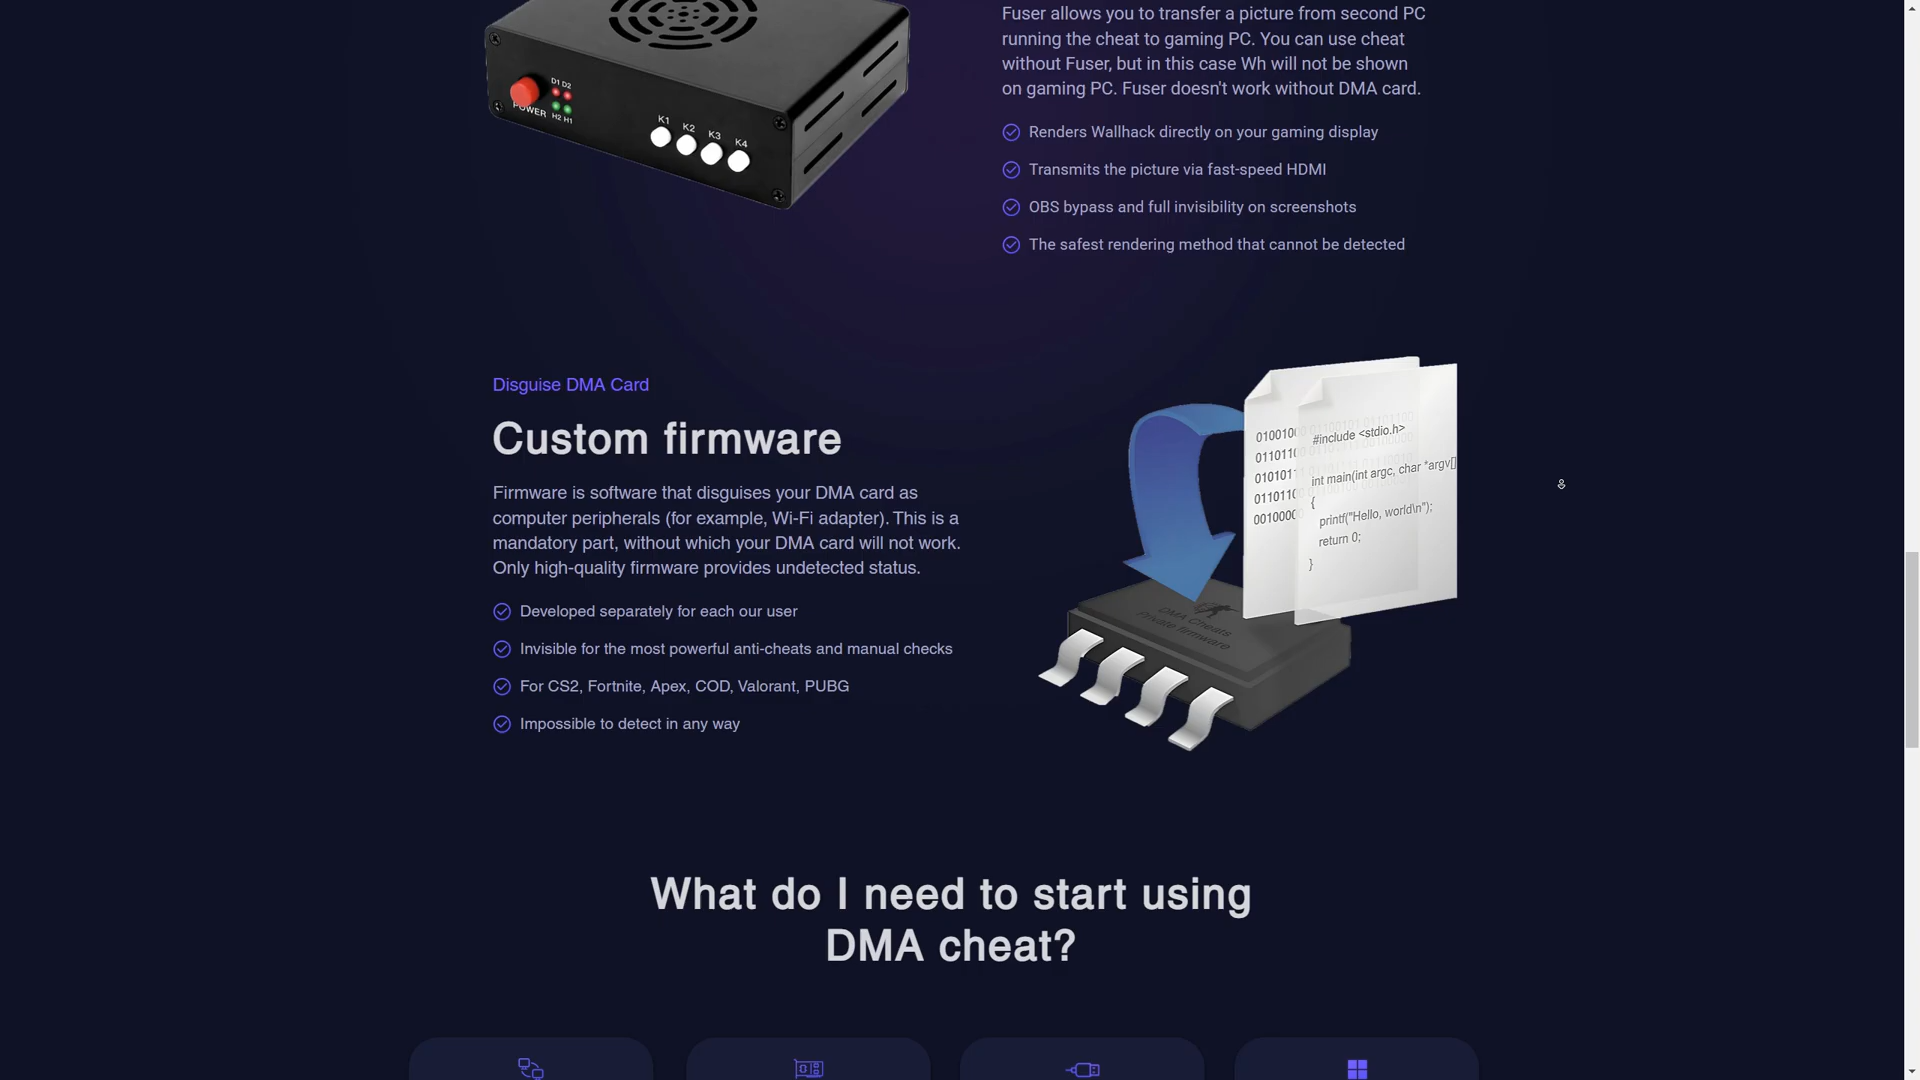 Fuser allows you to transfer a picture from second PC
running the cheat to gaming PC. You can use cheat
without Fuser, but in this case Wh will not be shown
on gaming PC. Fuser doesn't work without DMA card.
D1 D2
POWER
H2 H1
K1
K2
K3
K4
Renders Wallhack directly on your gaming display
Transmits the picture via fast-speed HDMI
OBS bypass and full invisibility on screenshots
The safest rendering method that cannot be detected
Disguise DMA Card
Custom firmware
Firmware is software that disguises your DMA card as
computer peripherals (for example, Wi-Fi adapter). This is a
mandatory part, without which your DMA card will not work.
Only high-quality firmware provides undetected status.
Developed separately for each our user
Invisible for the most powerful anti-cheats and manual checks
For CS2, Fortnite, Apex, COD, Valorant, PUBG
Impossible to detect in any way
#include <stdio.h>
int main(int argc, char *argv[]
{
printf("Hello, world\n");
return 0;
}
DMA Cheats
Private firmware
What do I need to start using
DMA cheat?